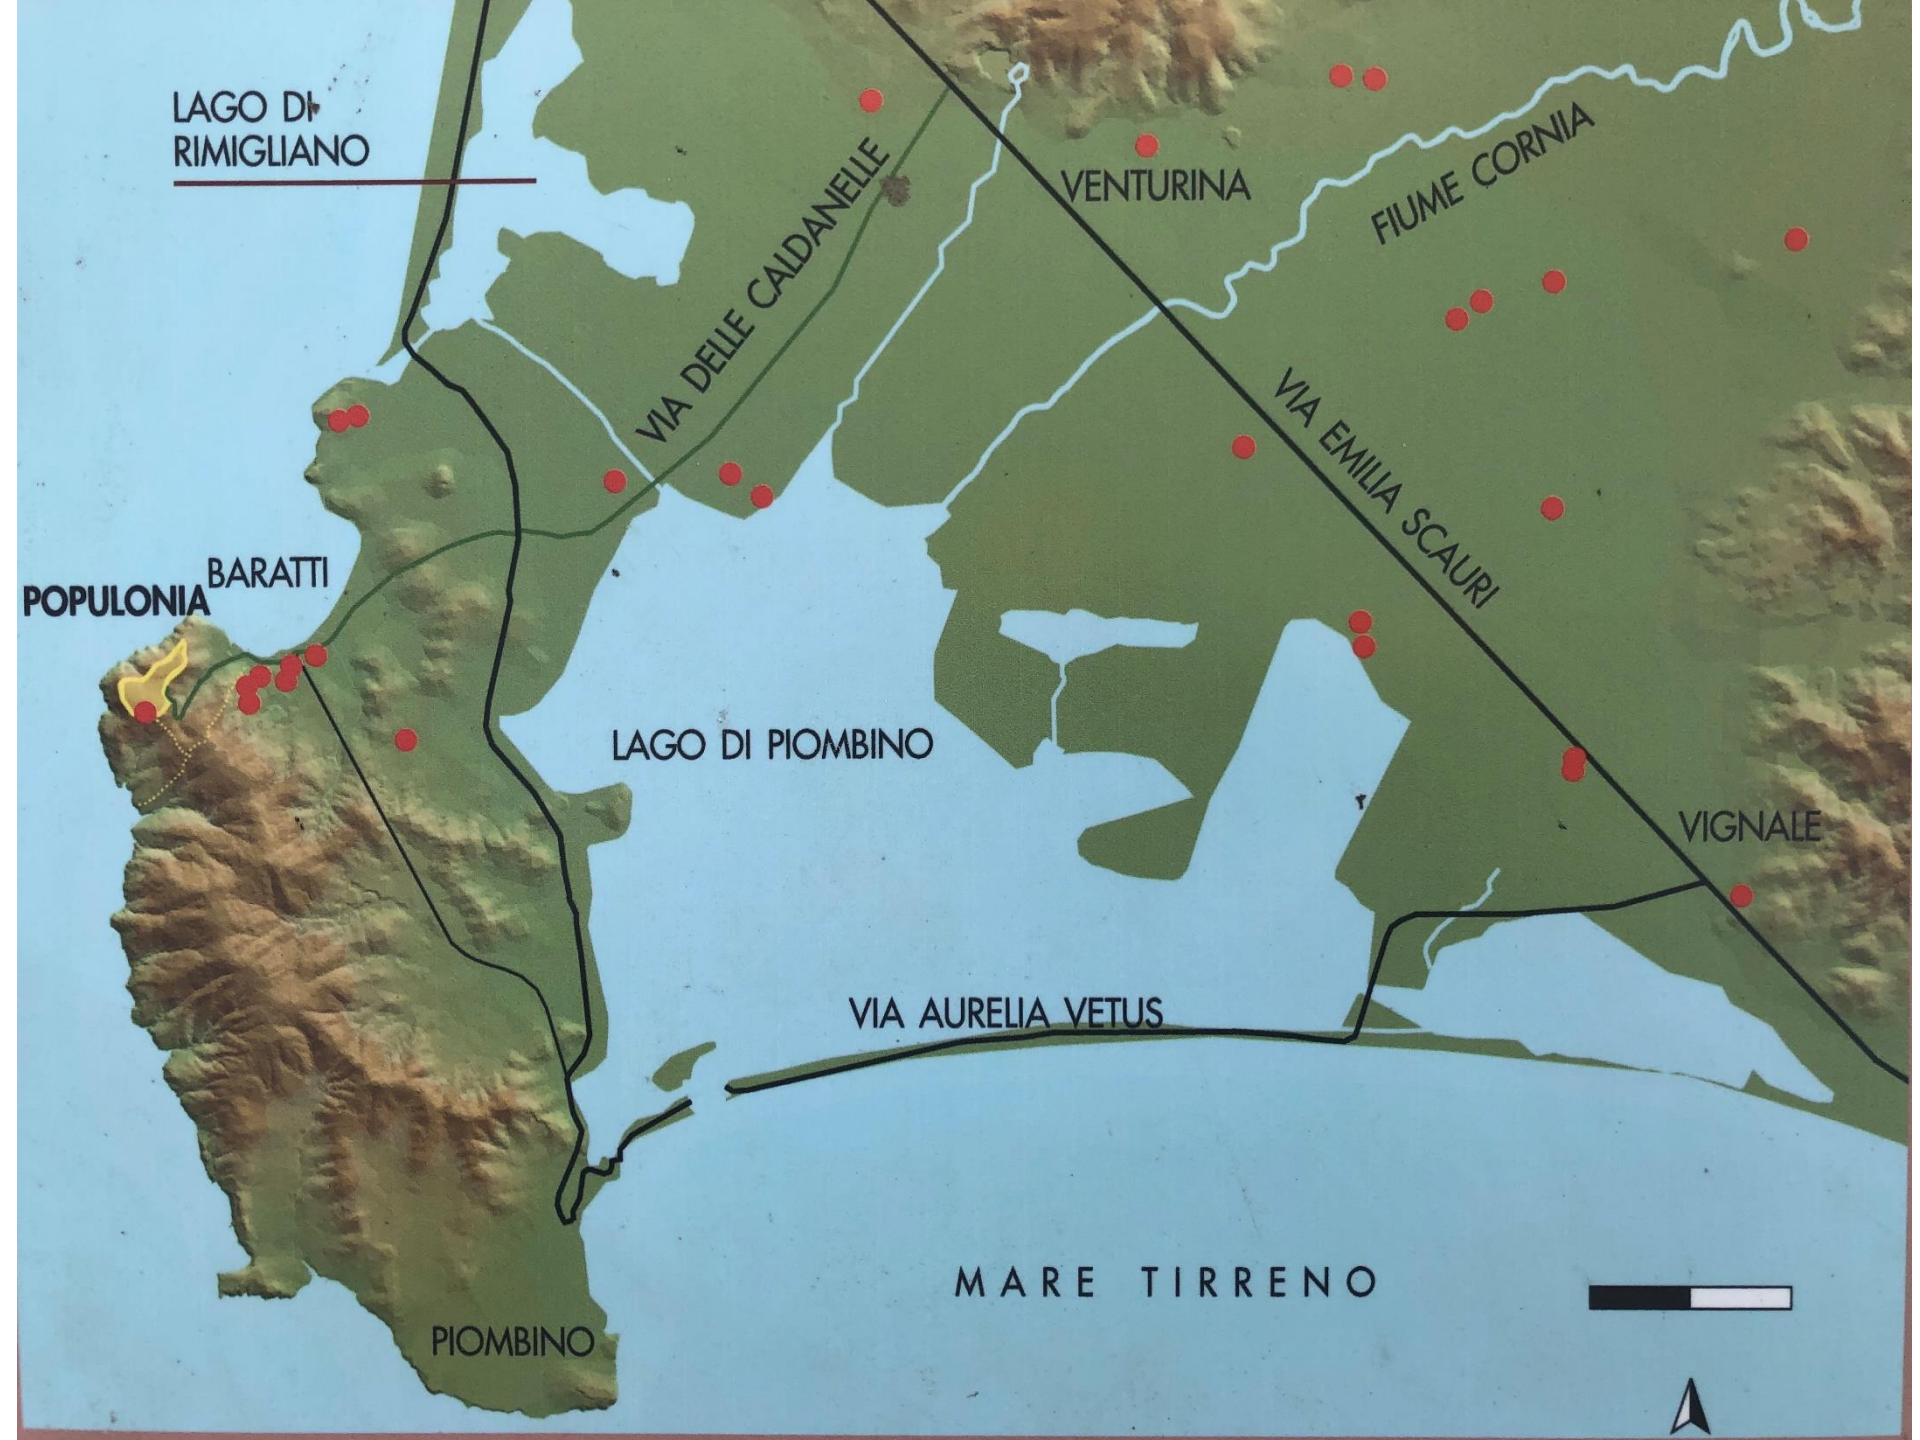 LAGO DI
RIMIGLIANO
VENTURINA
FIUME CORNIA
VIA DELLE CALDANELLE
VIA EMILIA SCAURI
BARATTI
POPULONIA
LAGO DI PIOMBINO
VIGNALE
VIA AURELIA VETUS
MARE TIRRENO
PIOMBINO